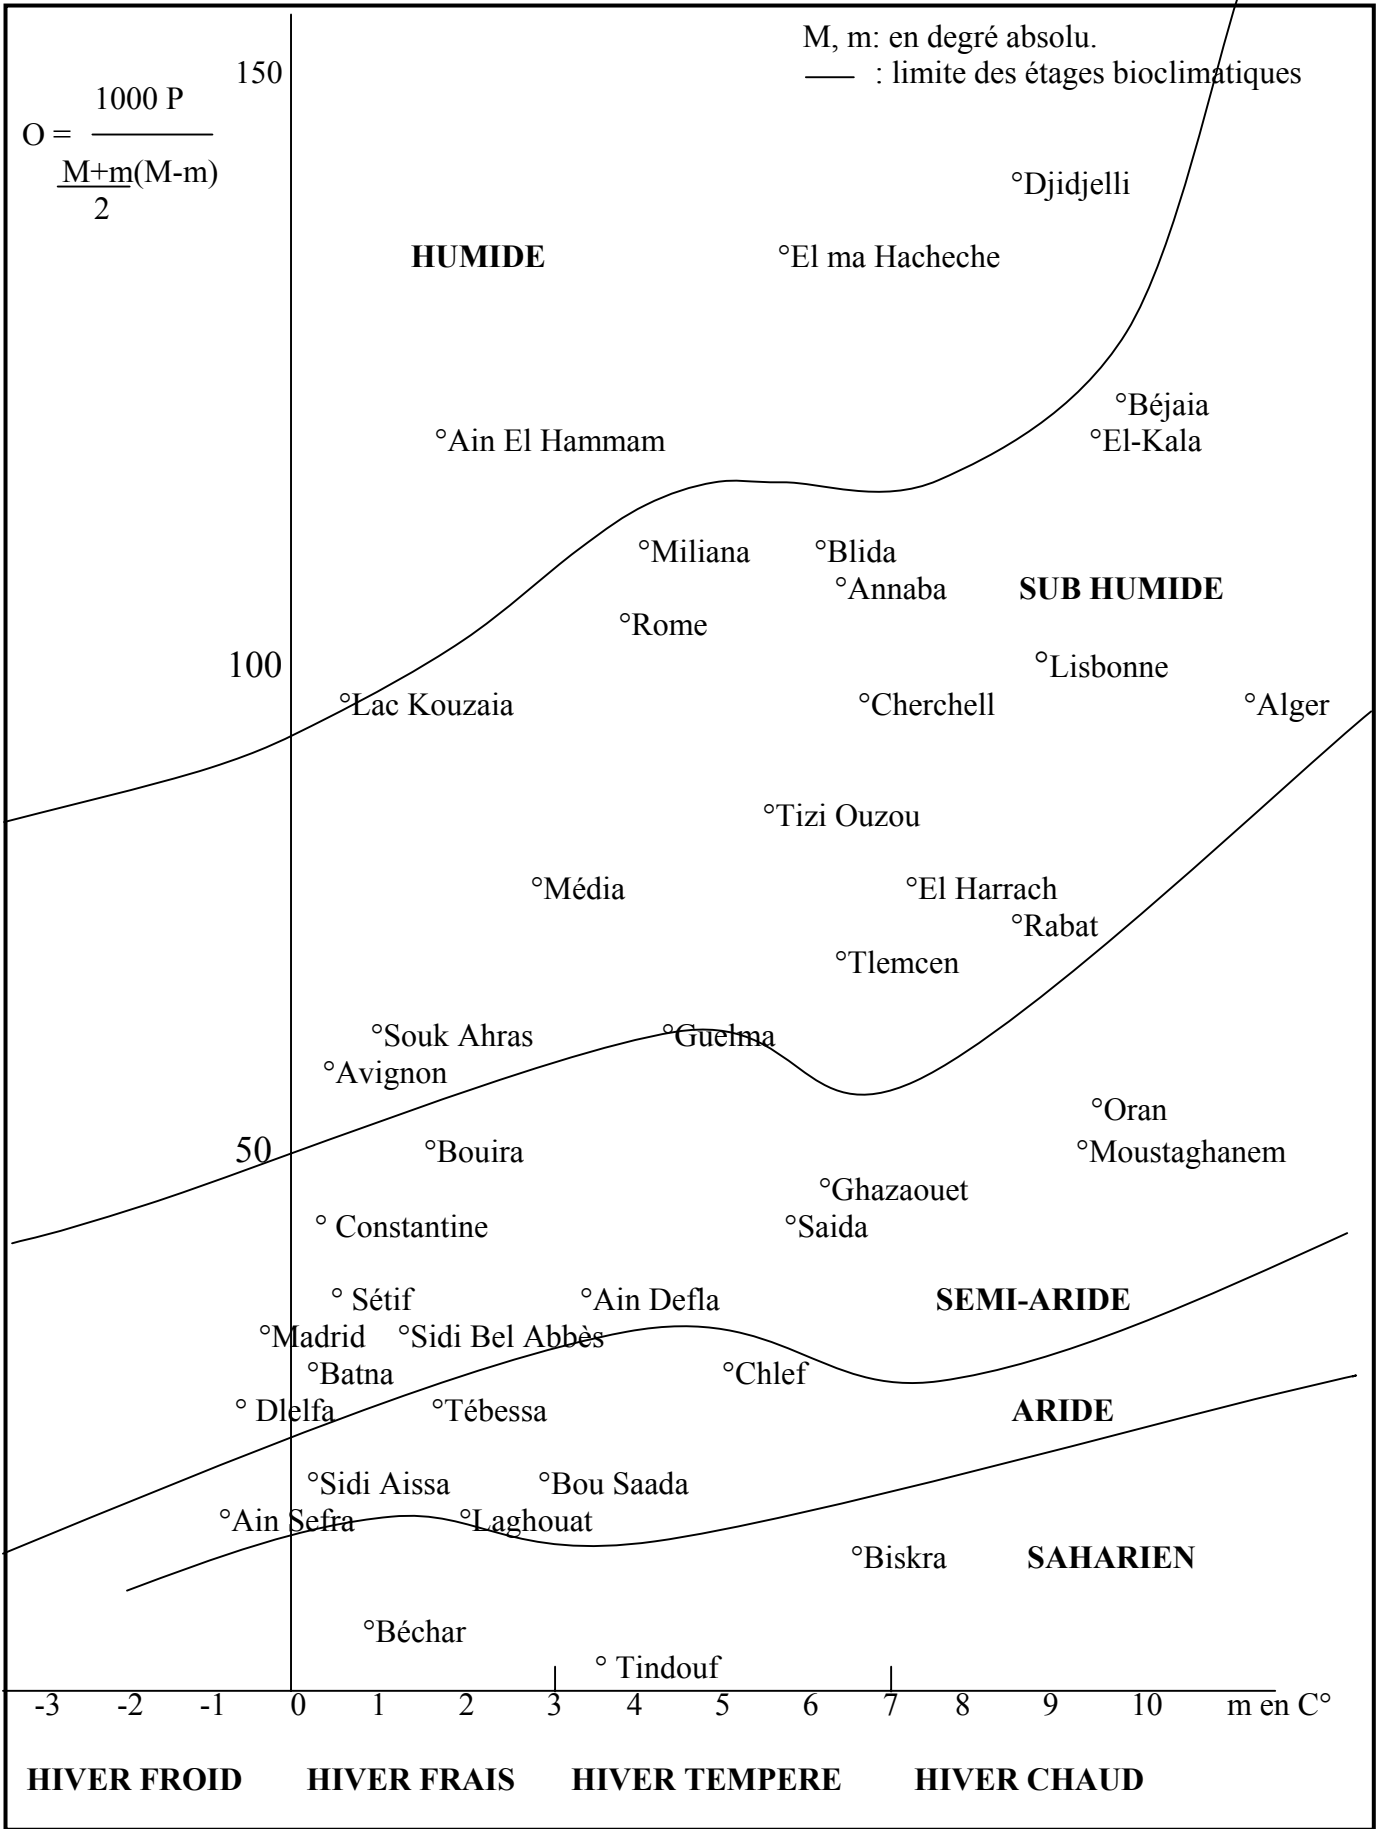 M, m: en degré absolu.
150
: limite des étages bioclimatiques
1000 P
O =
M+m(M-m)
2
°Djidjelli
HUMIDE
°El ma Hacheche
°Béjaia
°Ain El Hammam
°El-Kala
°Miliana
°Blida
°Annaba
SUB HUMIDE
°Rome
100
°Lisbonne
°Lac Kouzaia
°Cherchell
°Alger
°Tizi Ouzou
°Média
°El Harrach
°Rabat
°Tlemcen
°Souk Ahras
°Guelma
°Avignon
°Oran
50
°Bouira
°Moustaghanem
°Ghazaouet
° Constantine
°Saida
° Sétif
°Ain Defla
SEMI-ARIDE
°Madrid
°Sidi Bel Abbès
°Batna
°Chlef
° Dlelfa
°Tébessa
ARIDE
°Sidi Aissa
°Bou Saada
°Ain Sefra
°Laghouat
°Biskra
SAHARIEN
°Béchar
° Tindouf
-3 -2 -1 0 1 2 3 4 5 6 7 8 9 10 m en C°
HIVER FROID HIVER FRAIS HIVER TEMPERE HIVER CHAUD